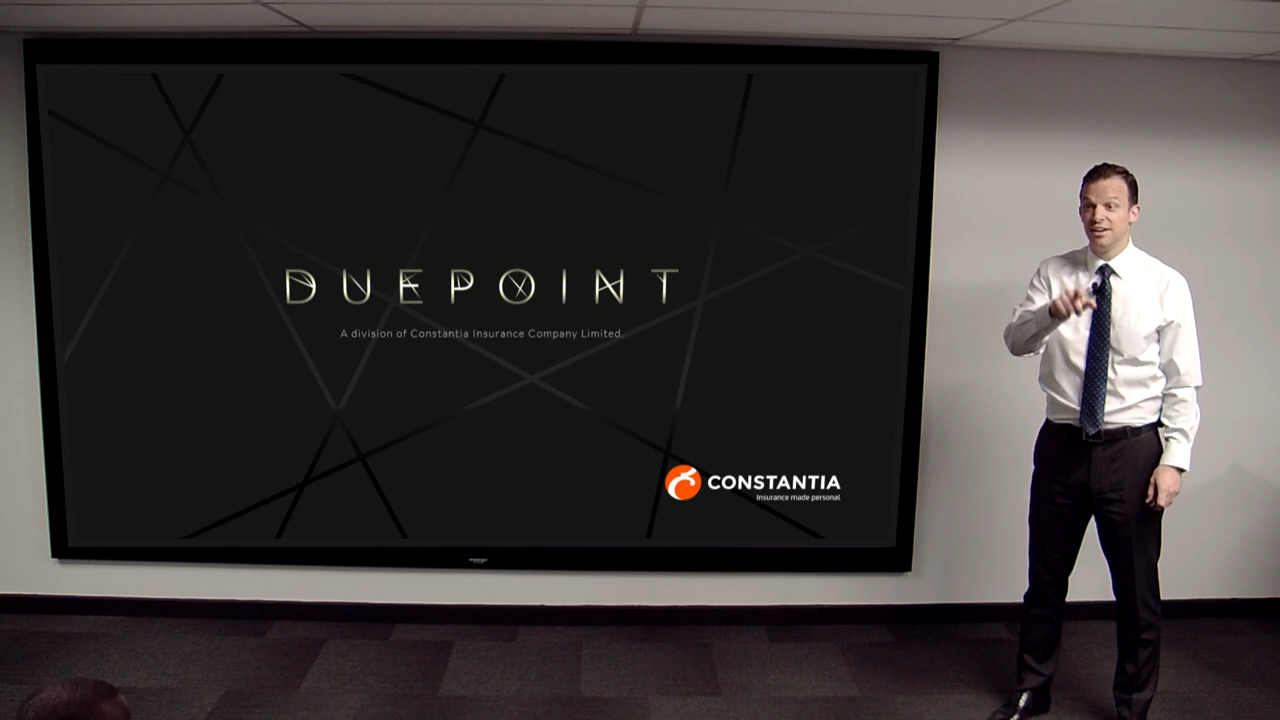 DUEPOINT
A division of Constantia Insurance Company Limited.
CONSTANTIA
Insurance made personal